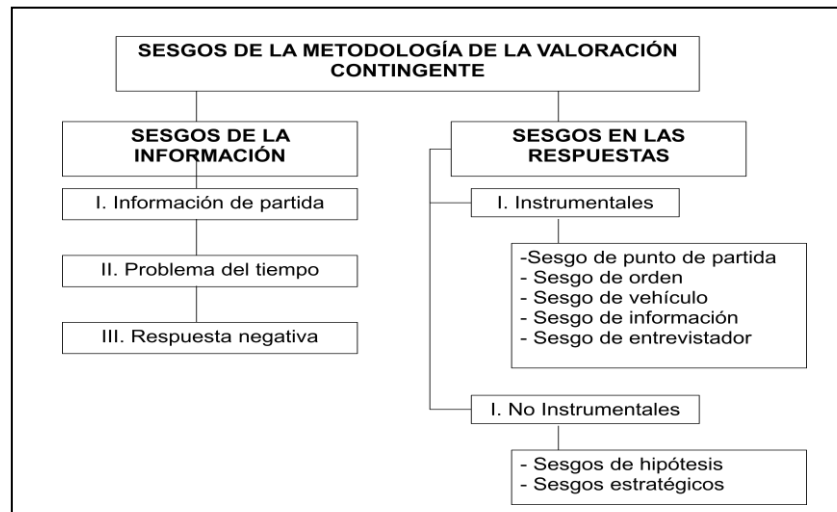 SESGOS DE LA METODOLOGÍA DE LA VALORACIÓN
CONTINGENTE
SESGOS DE LA
INFORMACIÓN
I. Información de partida
II. Problema del tiempo
III. Respuesta negativa
SESGOS EN LAS
RESPUESTAS
I. Instrumentales
-Sesgo de punto de partida
- Sesgo de orden
- Sesgo de vehículo
- Sesgo de información
- Sesgo de entrevistador
I. No Instrumentales
- Sesgos de hipótesis
- Sesgos estratégicos